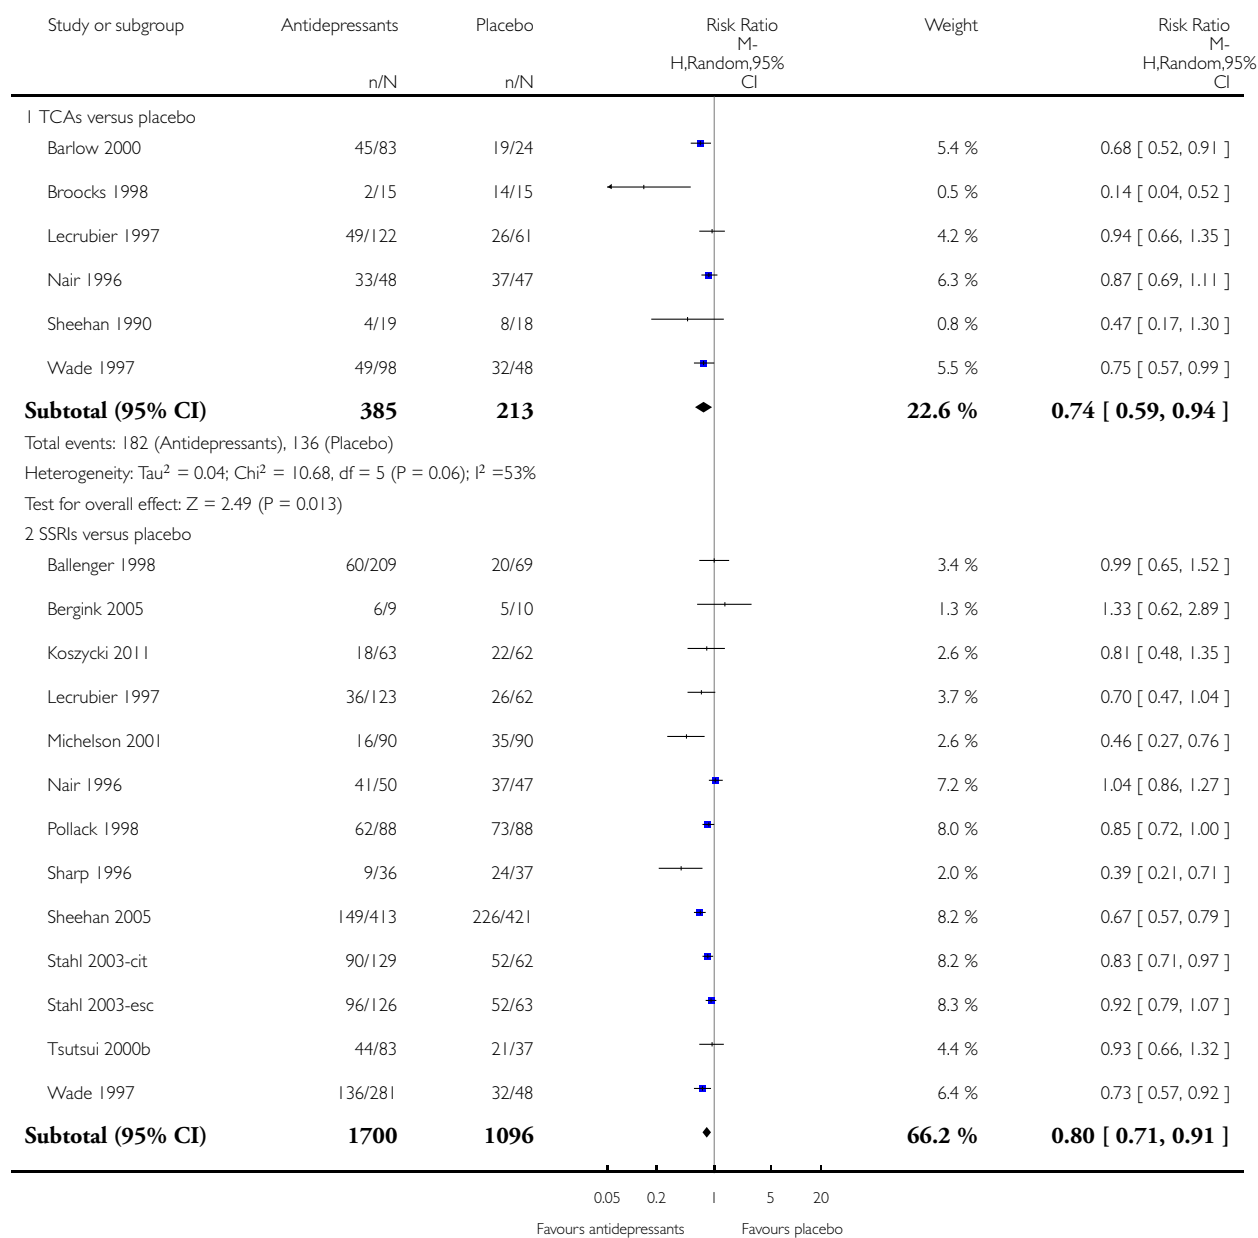 Study or subgroup Antidepressants Placebo Risk Ratio Weight Risk Ratio
M- M-
H,Random,95% H,Random,95%
n/N n/N CI CI
1 TCAs versus placebo
Barlow 2000 45/83 19/24 5.4 % 0.68 [ 0.52, 0.91 ]
Broocks 1998 2/15 14/15 0.5 % 0.14 [ 0.04, 0.52 ]
Lecrubier 1997 49/122 26/61 4.2 % 0.94 [ 0.66, 1.35 ]
Nair 1996 33/48 37/47 6.3 % 0.87 [ 0.69, 1.11 ]
Sheehan 1990 4/19 8/18 0.8 % 0.47 [ 0.17, 1.30 ]
Wade 1997 49/98 32/48 5.5 % 0.75 [ 0.57, 0.99 ]
Subtotal (95% CI) 385 213 22.6 % 0.74 [ 0.59, 0.94 ]
Total events: 182 (Antidepressants), 136 (Placebo)
Heterogeneity: Tau² = 0.04; Chi² = 10.68, df = 5 (P = 0.06); I² =53%
Test for overall effect: Z = 2.49 (P = 0.013)
2 SSRIs versus placebo
Ballenger 1998 60/209 20/69 3.4 % 0.99 [ 0.65, 1.52 ]
Bergink 2005 6/9 5/10 1.3 % 1.33 [ 0.62, 2.89 ]
Koszycki 2011 18/63 22/62 2.6 % 0.81 [ 0.48, 1.35 ]
Lecrubier 1997 36/123 26/62 3.7 % 0.70 [ 0.47, 1.04 ]
Michelson 2001 16/90 35/90 2.6 % 0.46 [ 0.27, 0.76 ]
Nair 1996 41/50 37/47 7.2 % 1.04 [ 0.86, 1.27 ]
Pollack 1998 62/88 73/88 8.0 % 0.85 [ 0.72, 1.00 ]
Sharp 1996 9/36 24/37 2.0 % 0.39 [ 0.21, 0.71 ]
Sheehan 2005 149/413 226/421 8.2 % 0.67 [ 0.57, 0.79 ]
Stahl 2003-cit 90/129 52/62 8.2 % 0.83 [ 0.71, 0.97 ]
Stahl 2003-esc 96/126 52/63 8.3 % 0.92 [ 0.79, 1.07 ]
Tsutsui 2000b 44/83 21/37 4.4 % 0.93 [ 0.66, 1.32 ]
Wade 1997 136/281 32/48 6.4 % 0.73 [ 0.57, 0.92 ]
Subtotal (95% CI) 1700 1096 66.2 % 0.80 [ 0.71, 0.91 ]
0.05 0.2 1 5 20
Favours antidepressants Favours placebo